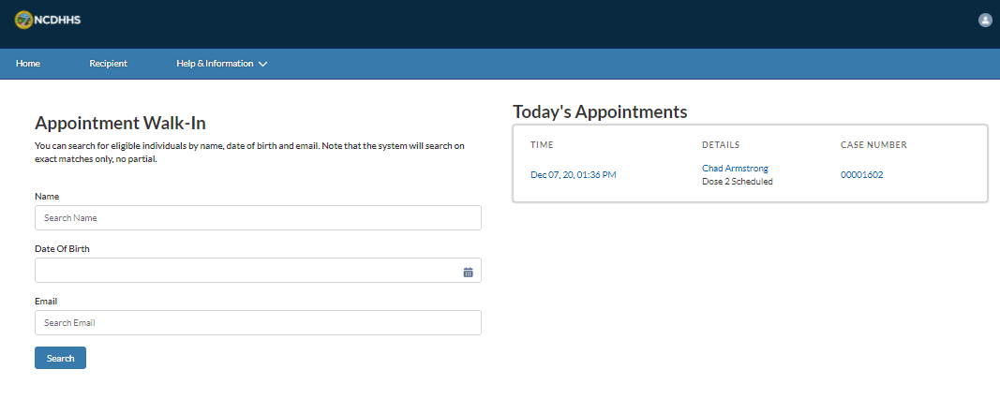 NCDHHS
Home Recipient Help & Information
Appointment Walk-In
You can search for eligible individuals by name, date of birth and email. Note that the system will search on
exact matches only, no partial.
Name
Search Name
Date Of Birth
Email
Search Email
Search
Today's Appointments
TIME DETAILS CASE NUMBER
Dec 07, 20, 01:36 PM Chad Armstrong 00001602
Dose 2 Scheduled